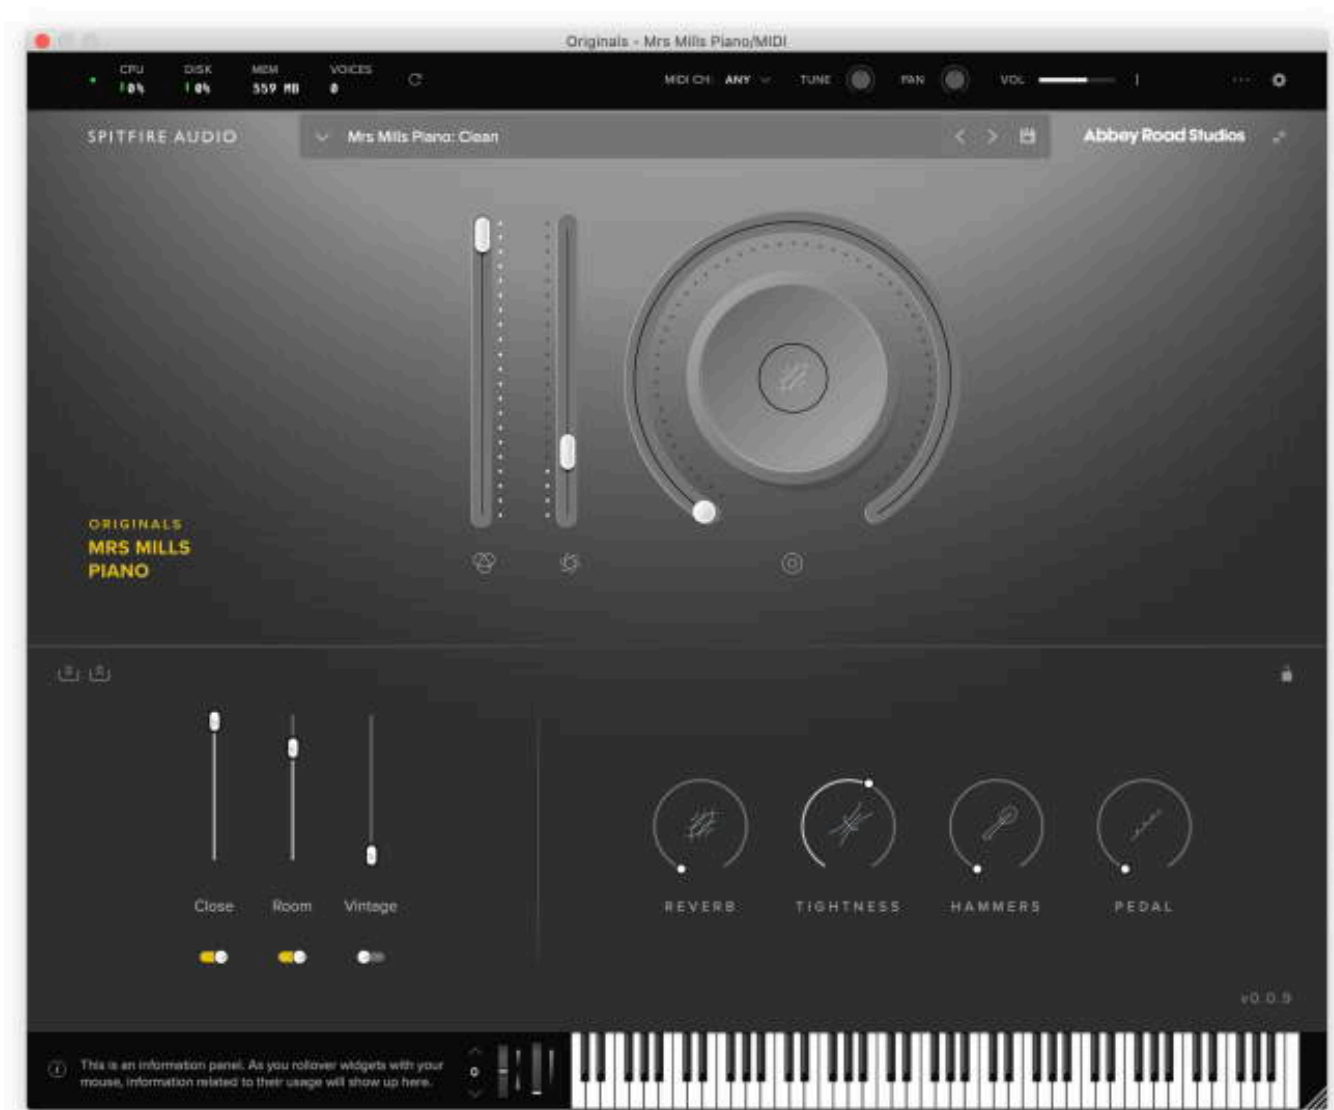 Originals - Mrs Mills Piano/MIDI
CPU DISK MEM VOICES
0% 0% 559 MB 0
MIDI CH: ANY TUNE PAN VOL
SPITFIRE AUDIO
Mrs Mills Piano: Clean
Abbey Road Studios
ORIGINALS
MRS MILLS
PIANO
Close Room Vintage
REVERB TIGHTNESS HAMMERS PEDAL
v0.0.9
This is an information panel. As you rollover widgets with your
mouse, information related to their usage will show up here.
0